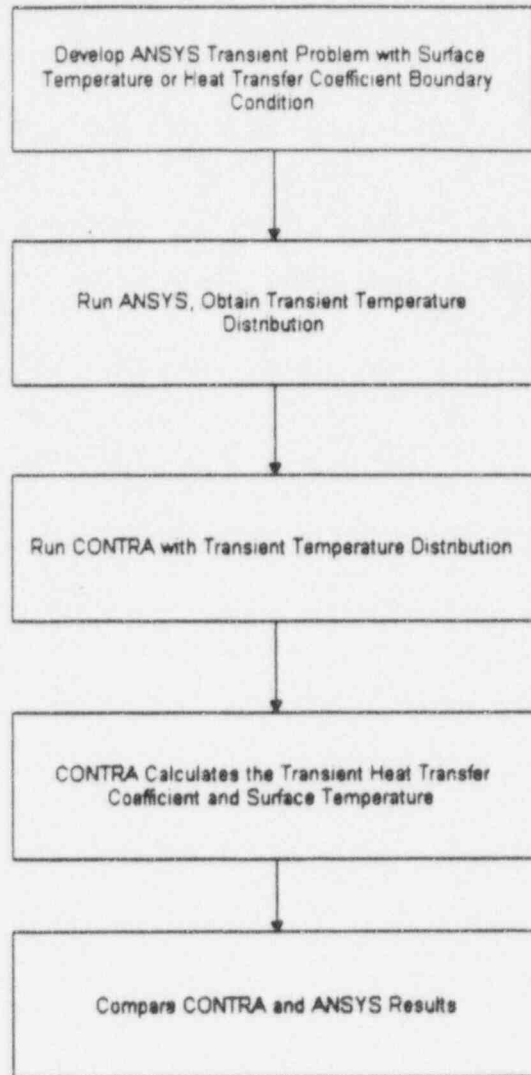 Develop ANSYS Transient Problem with Surface
Temperature or Heat Transfer Coefficient Boundary
Condition
Run ANSYS, Obtain Transient Temperature
Distribution
Run CONTRA with Transient Temperature Distribution
CONTRA Calculates the Transient Heat Transfer
Coefficient and Surface Temperature
Compare CONTRA and ANSYS Results